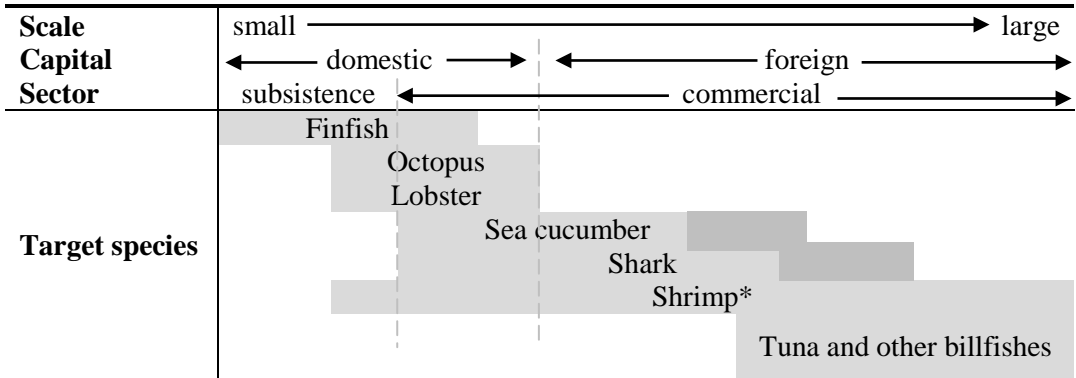 Scale small large
Capital domestic foreign
Sector subsistence commercial
Finfish
Octopus
Lobster
Sea cucumber
Target species
Shark
Shrimp*
Tuna and other billfishes